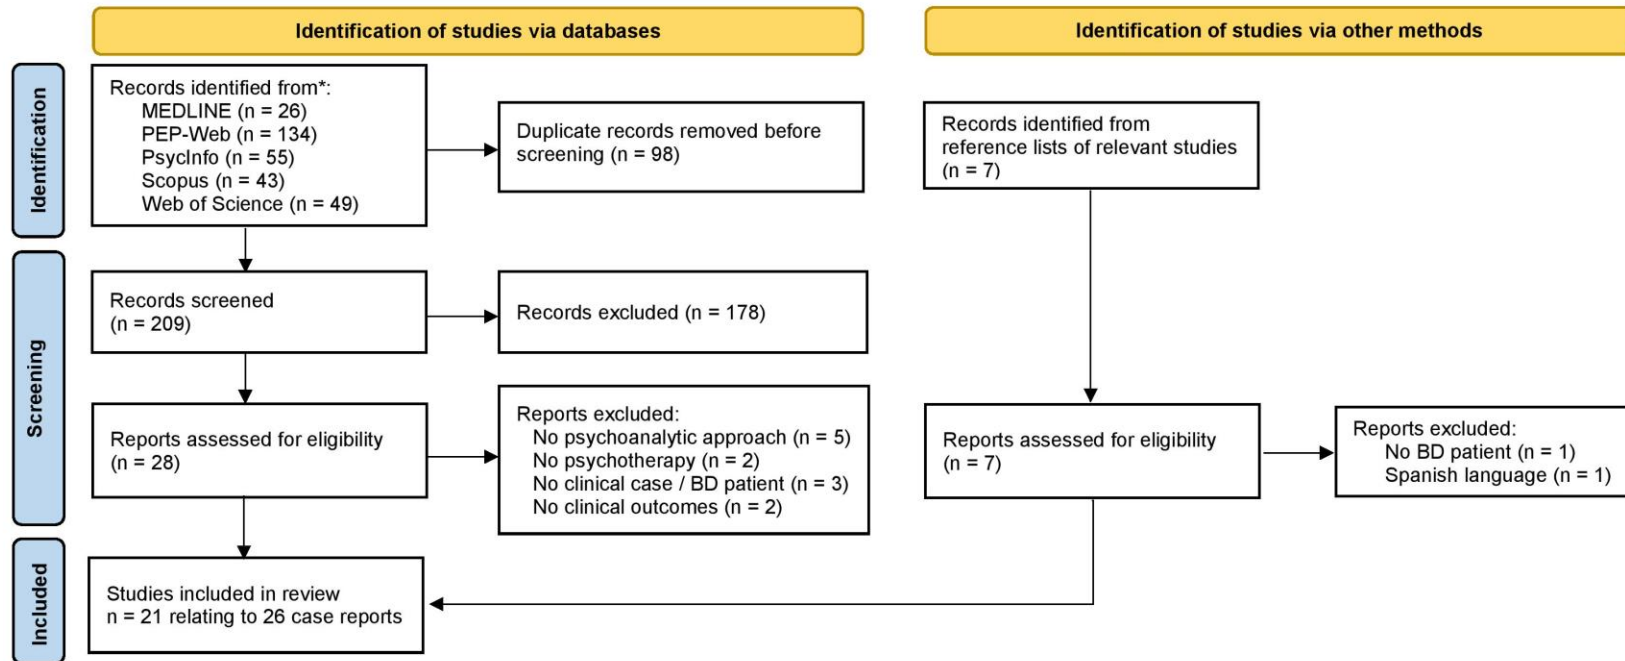 Identification of studies via databases
Identification of studies via other methods
Identification
Records identified from*:
MEDLINE (n = 26)
PEP-Web (n = 134)
PsycInfo (n = 55)
Scopus (n = 43)
Web of Science (n = 49)
Duplicate records removed before
screening (n = 98)
Records identified from
reference lists of relevant studies
(n = 7)
Screening
Records screened
(n = 209)
Records excluded (n = 178)
Reports assessed for eligibility
(n = 28)
Reports excluded:
No psychoanalytic approach (n = 5)
No psychotherapy (n = 2)
No clinical case / BD patient (n = 3)
No clinical outcomes (n = 2)
Reports assessed for eligibility
(n = 7)
Reports excluded:
No BD patient (n = 1)
Spanish language (n = 1)
Included
Studies included in review
n = 21 relating to 26 case reports